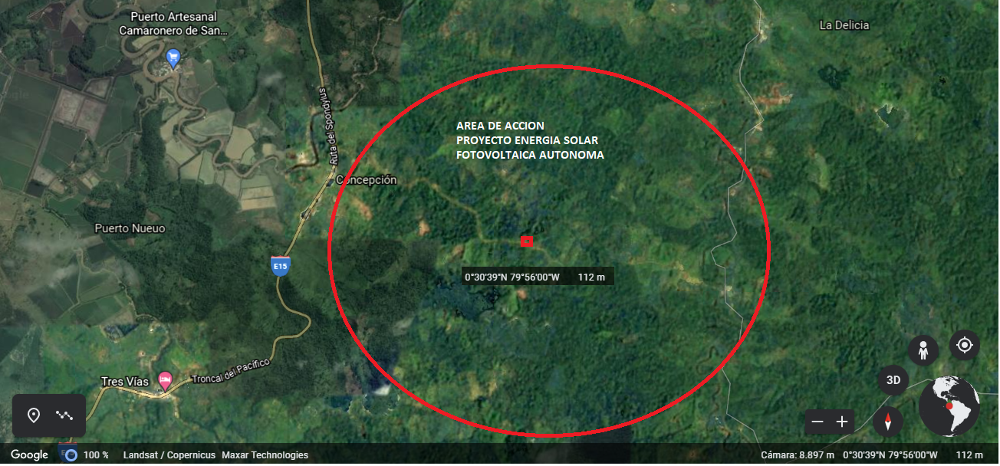 Puerto Artesanal
Camaronero de San...
La Delicia
Ruta del Spondylus
AREA DE ACCION
PROYECTO ENERGIA SOLAR
FOTOVOLTAICA AUTONOMA
Concepción
Puerto Nueuo
E15
0°30'39"N 79°56'00"W 112 m
Tres Vías
Troncal del Pacífico
3D
Google 100 % Landsat / Copernicus Maxar Technologies Cámara: 8.897 m 0°30'39"N 79°56'00"W 112 m